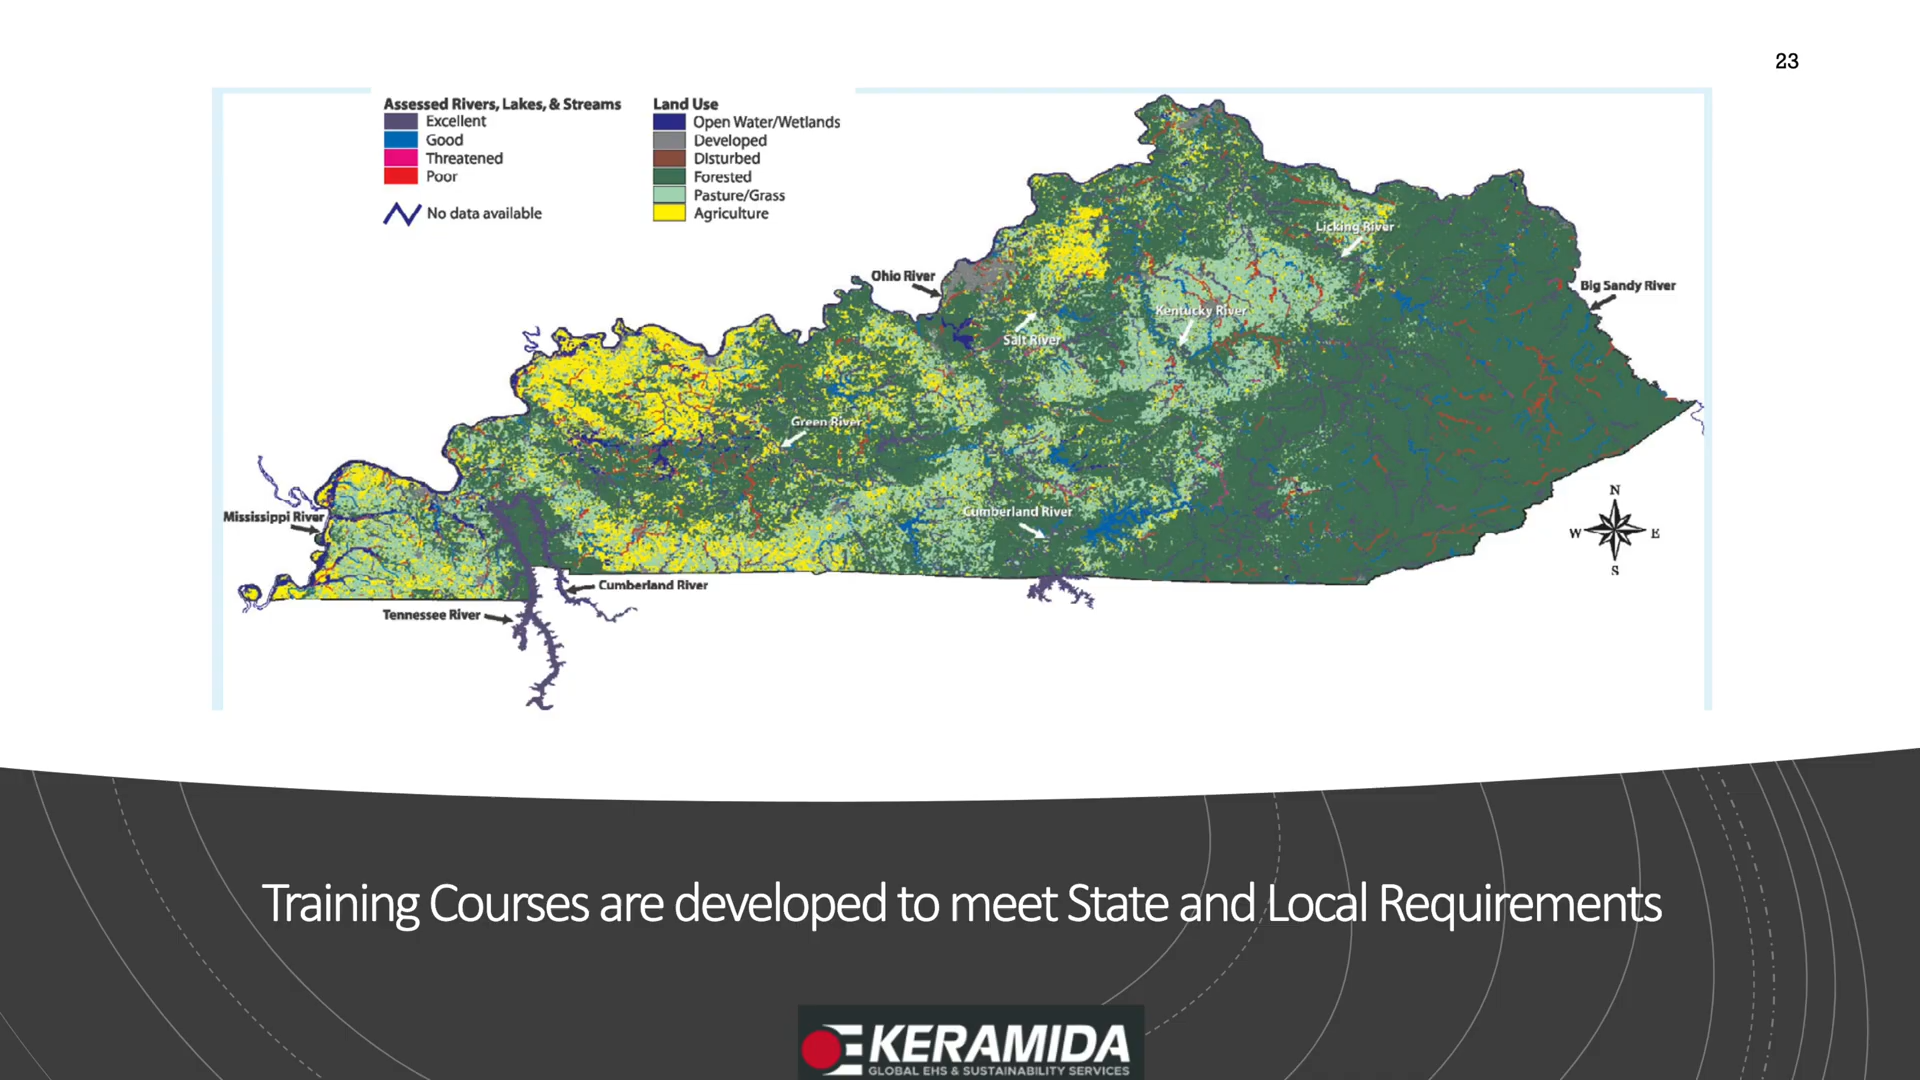 23
Assessed Rivers, Lakes, & Streams
Excellent
Good
Threatened
Poor
No data available
Land Use
Open Water/Wetlands
Developed
Disturbed
Forested
Pasture/Grass
Agriculture
Licking River
Ohio River
Big Sandy River
Kentucky River
Salt River
Green River
Mississippi River
Cumberland River
Cumberland River
Tennessee River
N
W E
S
Training Courses are developed to meet State and Local Requirements
KERAMIDA
GLOBAL EHS & SUSTAINABILITY SERVICES